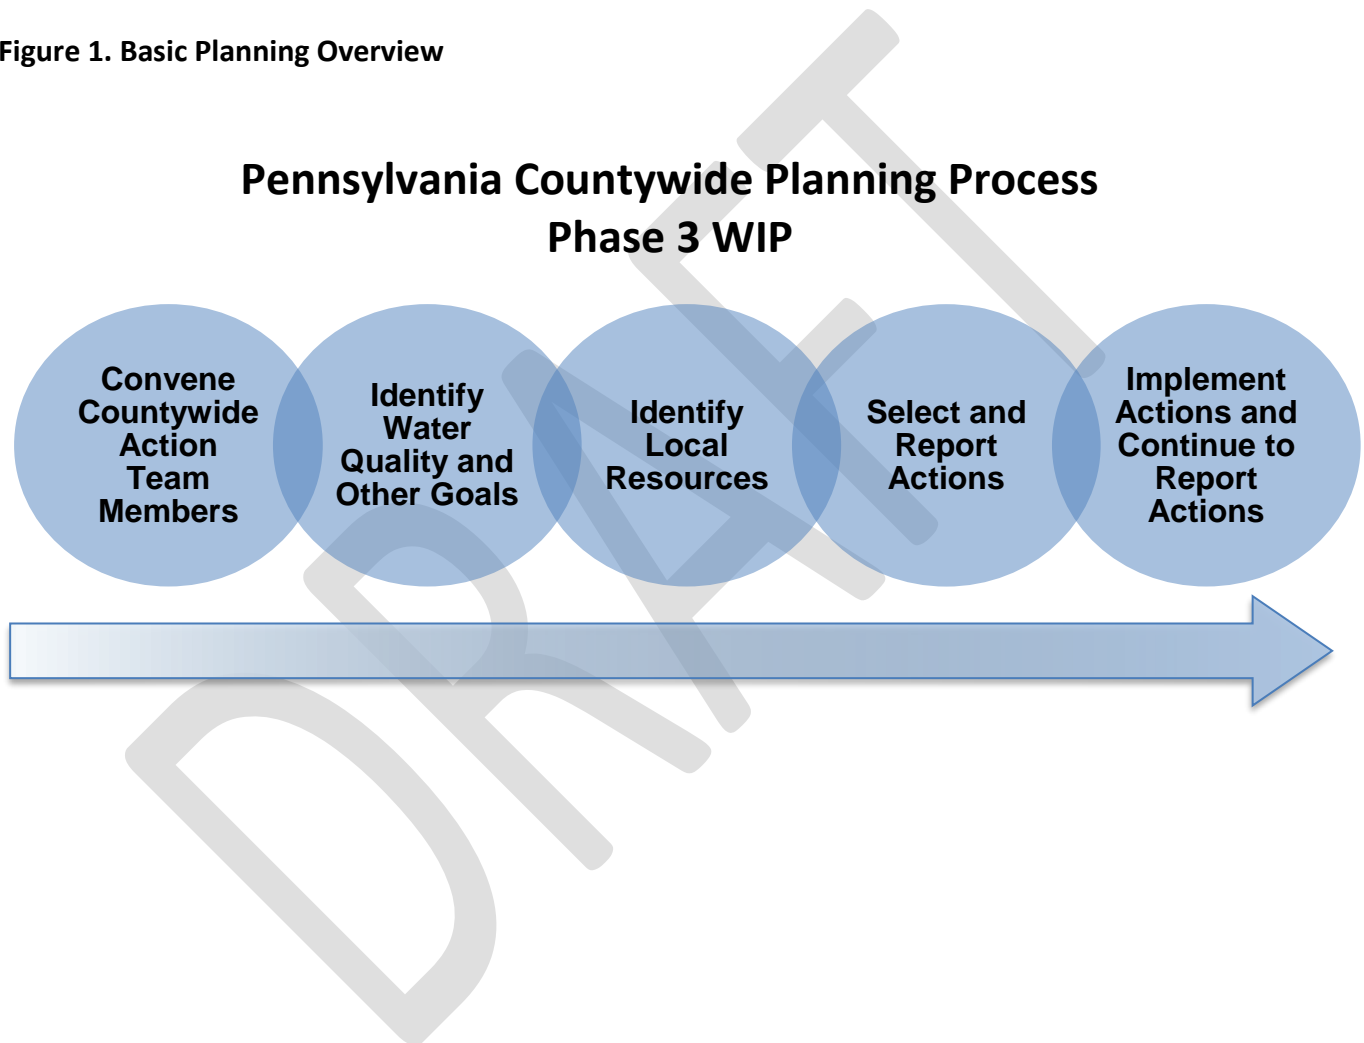 Figure 1. Basic Planning Overview
Pennsylvania Countywide Planning Process
Phase 3 WIP
Convene
Countywide
Action
Team
Members
Identify
Water
Quality and
Other Goals
Identify
Local
Resources
Select and
Report
Actions
Implement
Actions and
Continue to
Report
Actions
DRAFT